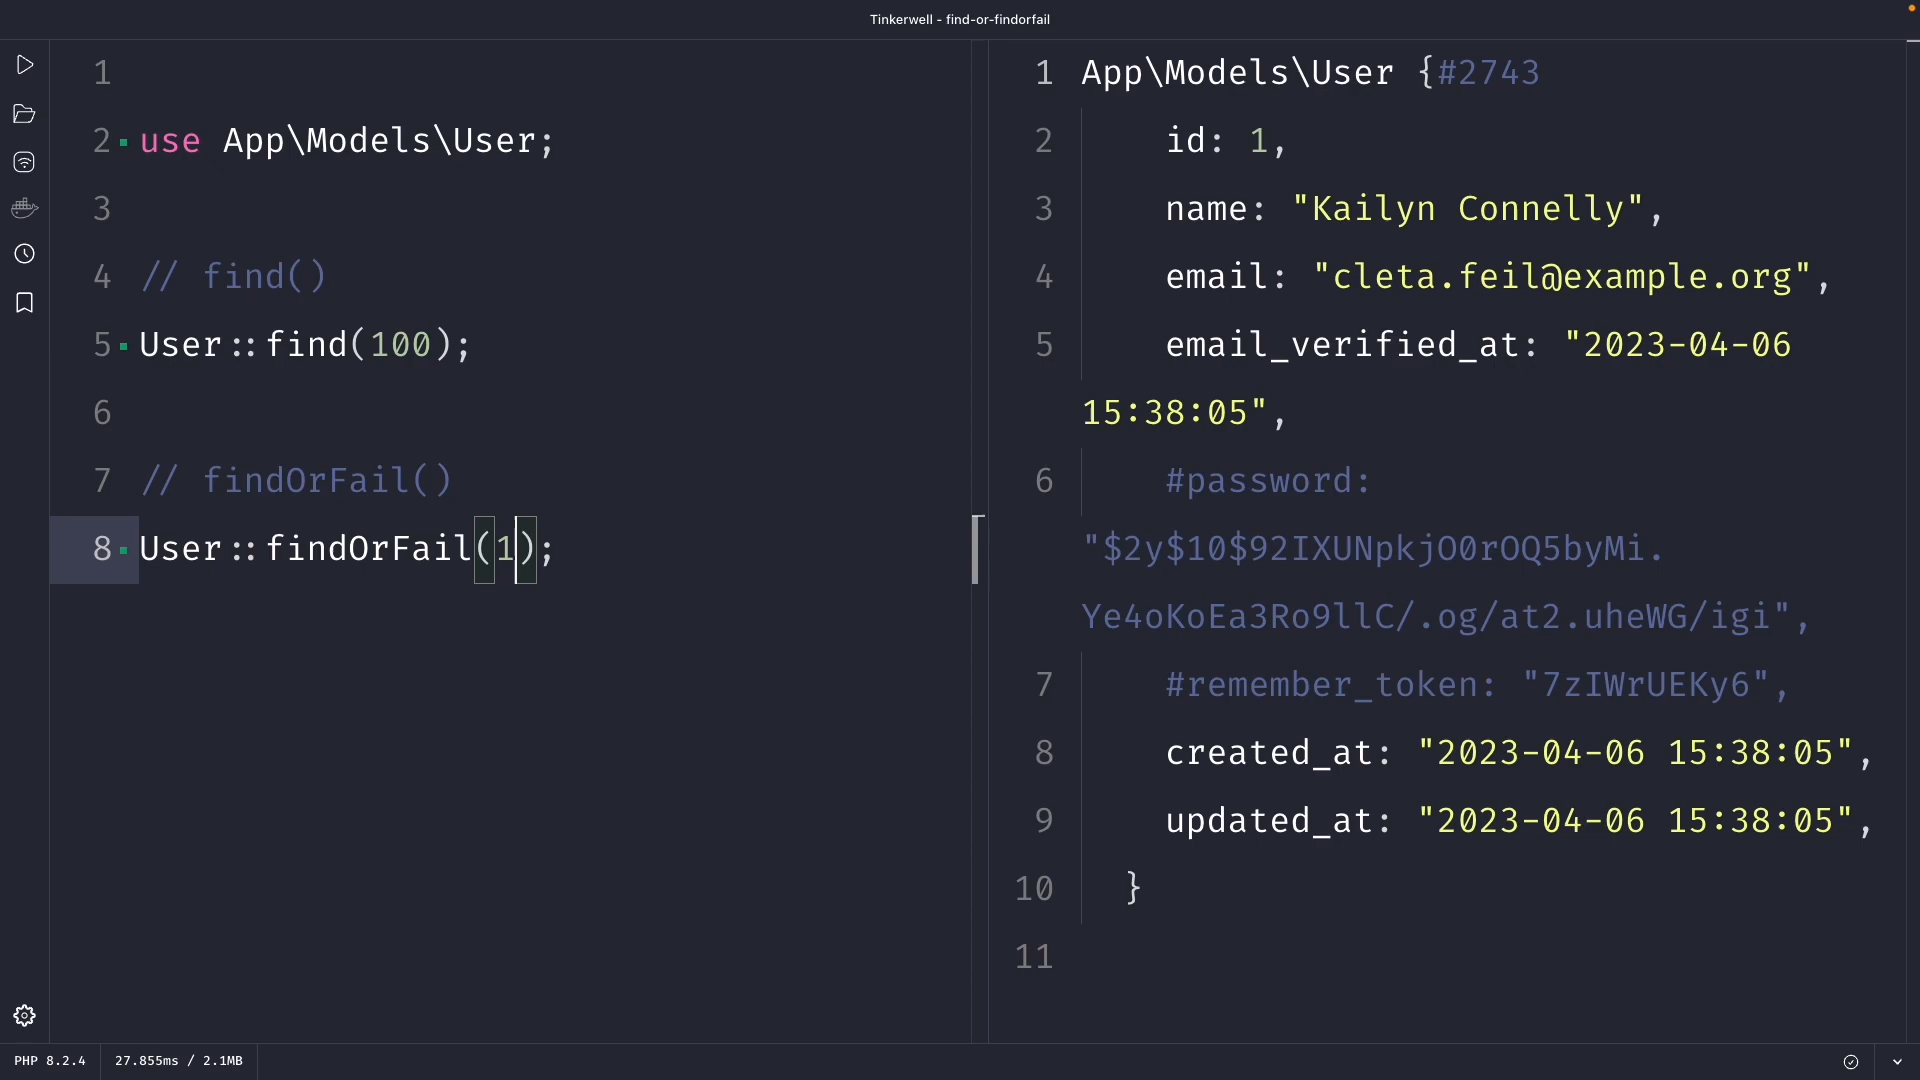 Tinkerwell - find-or-findorfail
1
2 use App\Models\User;
3
4 // find()
5 User::find(100);
6
7 // findOrFail()
8 User::findOrFail(1);
1 App\Models\User {#2743
2 id: 1,
3 name: "Kailyn Connelly",
4 email: "cleta.feil@example.org",
5 email_verified_at: "2023-04-06
15:38:05",
6 #password:
"$2y$10$92IXUNpkjO0rOQ5byMi.
Ye4oKoEa3Ro9llC/.og/at2.uheWG/igi",
7 #remember_token: "7zIWrUEKy6",
8 created_at: "2023-04-06 15:38:05",
9 updated_at: "2023-04-06 15:38:05",
10 }
11
PHP 8.2.4
27.855ms / 2.1MB